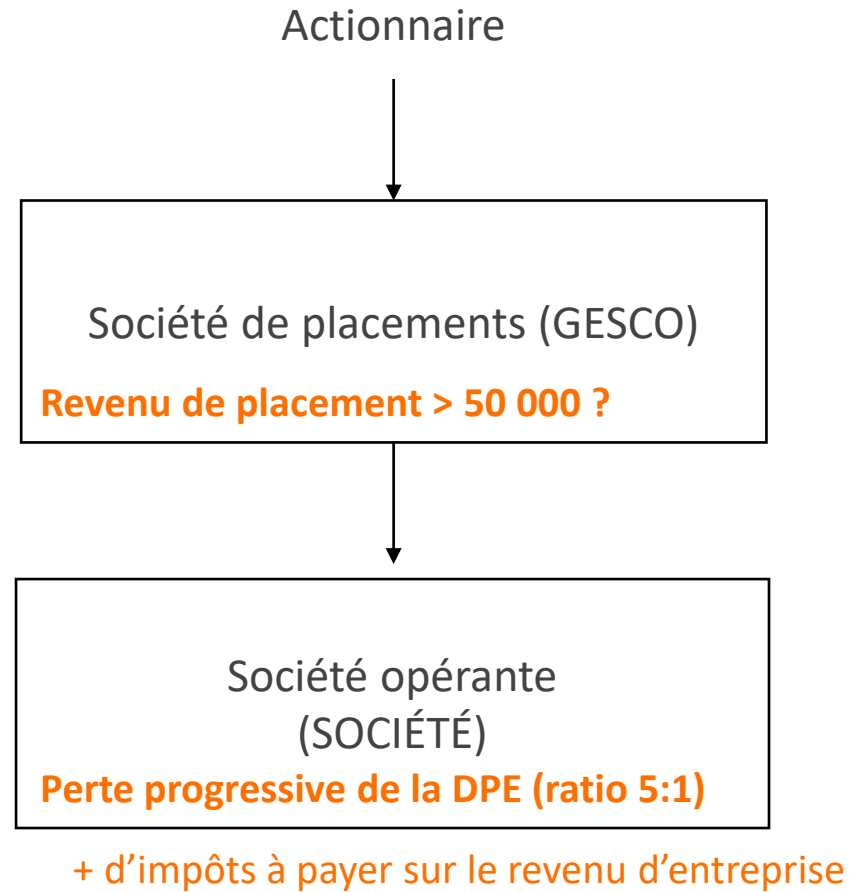 Actionnaire
Société de placements (GESCO)
Revenu de placement > 50 000 ?
Société opérante
(SOCIÉTÉ)
Perte progressive de la DPE (ratio 5:1)
+ d’impôts à payer sur le revenu d’entreprise